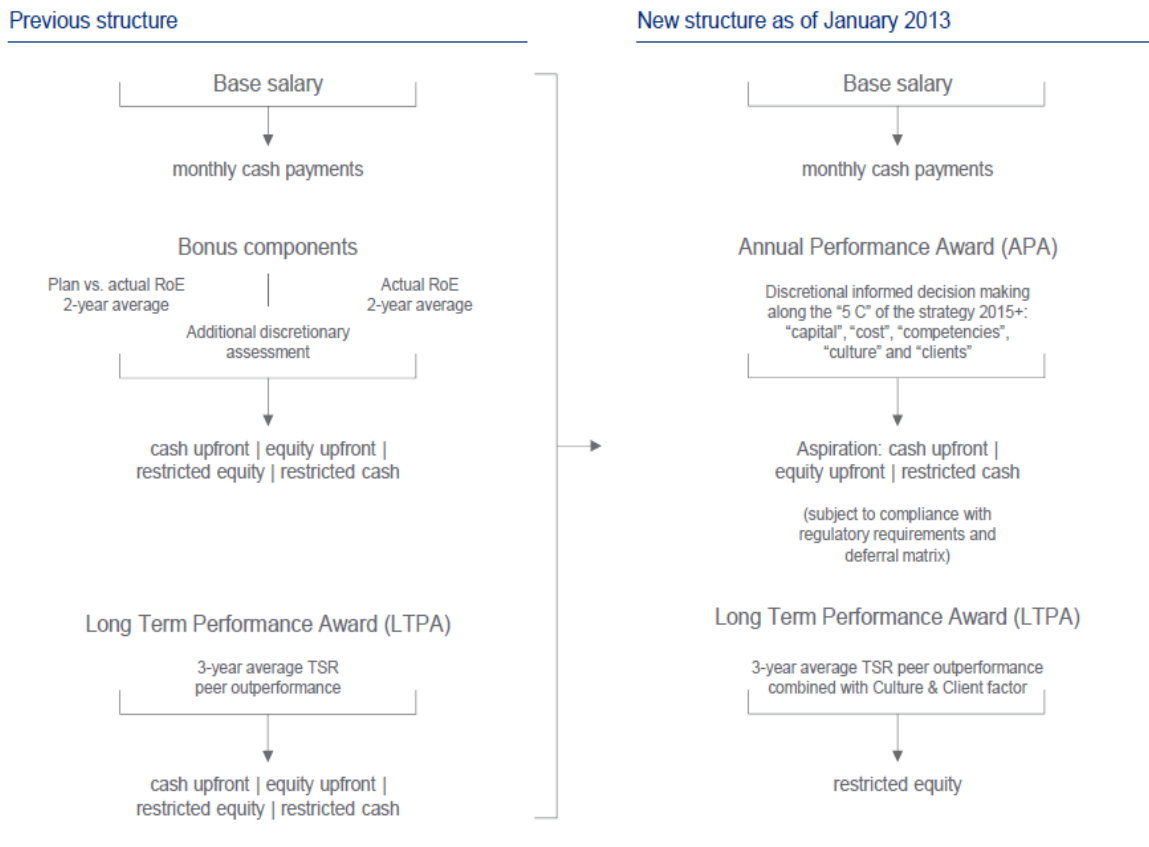 Previous structure
Base salary
monthly cash payments
Bonus components
Plan vs. actual RoE
2-year average
Actual RoE
2-year average
Additional discretionary
assessment
cash upfront | equity upfront |
restricted equity | restricted cash
Long Term Performance Award (LTPA)
3-year average TSR
peer outperformance
cash upfront | equity upfront |
restricted equity | restricted cash
New structure as of January 2013
Base salary
monthly cash payments
Annual Performance Award (APA)
Discretional informed decision making
along the “5 C” of the strategy 2015+:
“capital”, “cost”, “competencies”,
“culture” and “clients”
Aspiration: cash upfront |
equity upfront | restricted cash
(subject to compliance with
regulatory requirements and
deferral matrix)
Long Term Performance Award (LTPA)
3-year average TSR peer outperformance
combined with Culture & Client factor
restricted equity